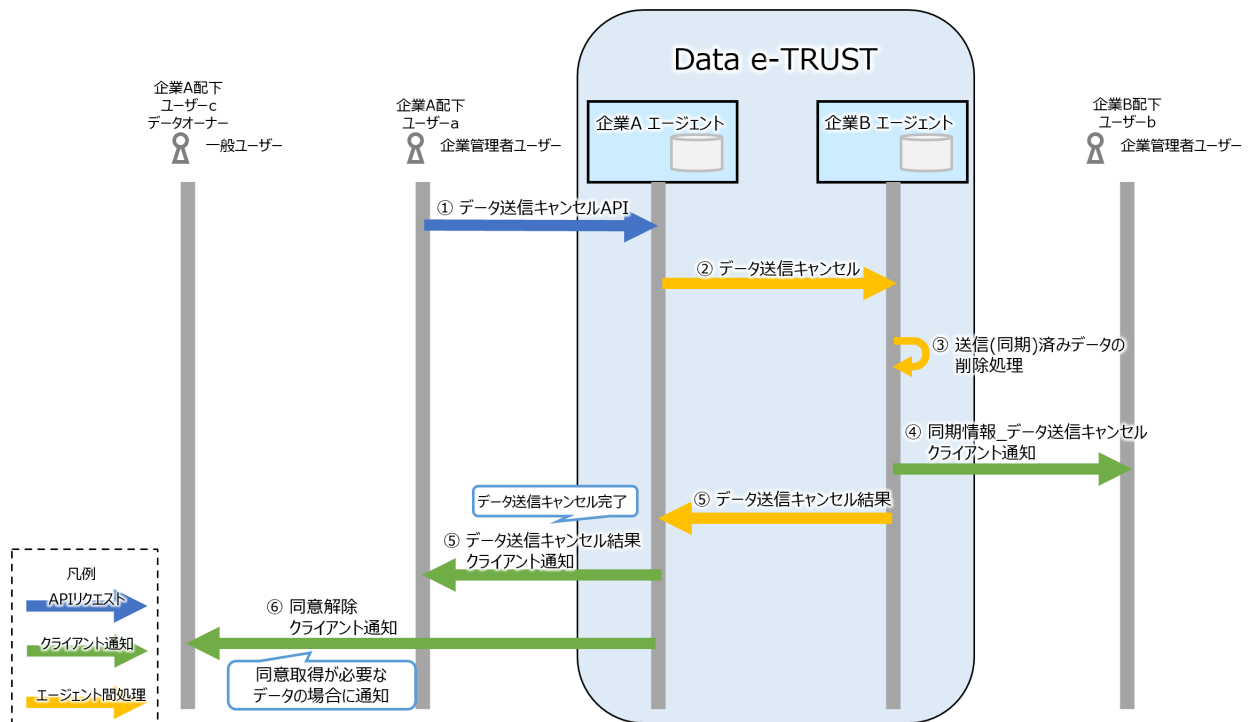 Data e-TRUST
企業A配下
ユーザーc
データオーナー
一般ユーザー
企業A配下
ユーザーa
企業管理者ユーザー
企業A エージェント
企業B エージェント
企業B配下
ユーザーb
企業管理者ユーザー
① データ送信キャンセルAPI
② データ送信キャンセル
③ 送信(同期)済みデータの
削除処理
④ 同期情報_データ送信キャンセル
クライアント通知
データ送信キャンセル完了
⑤ データ送信キャンセル結果
⑤ データ送信キャンセル結果
クライアント通知
⑥ 同意解除
クライアント通知
同意取得が必要な
データの場合に通知
凡例
APIリクエスト
クライアント通知
エージェント間処理